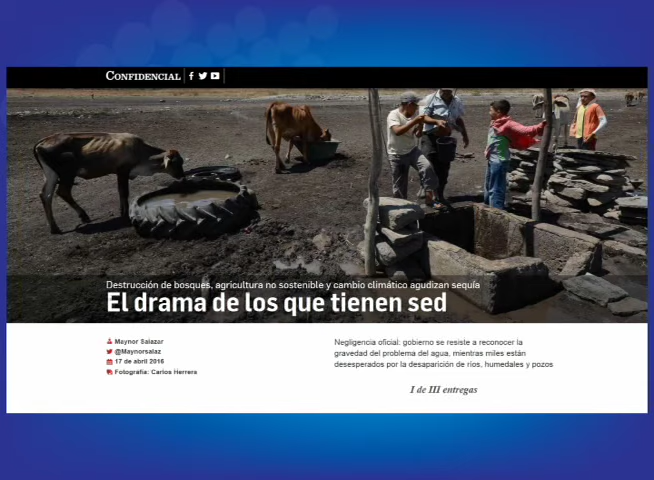 CONFIDENCIAL
Destrucción de bosques, agricultura no sostenible y cambio climático agudizan sequía
El drama de los que tienen sed
Maynor Salazar
@Maynorsalaz
17 de abril 2016
Fotografía: Carlos Herrera
Negligencia oficial: gobierno se resiste a reconocer la
gravedad del problema del agua, mientras miles están
desesperados por la desaparición de ríos, humedales y pozos
I de III entregas